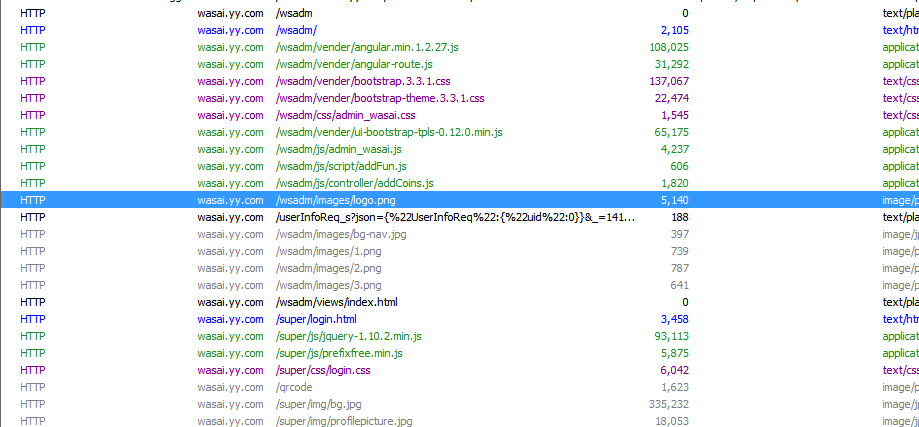 HTTP wasai.yy.com /wsadm 0 text/pla
HTTP wasai.yy.com /wsadm/ 2,105 text/ht
HTTP wasai.yy.com /wsadm/vender/angular.min.1.2.27.js 108,025 applicat
HTTP wasai.yy.com /wsadm/vender/angular-route.js 31,292 applicat
HTTP wasai.yy.com /wsadm/vender/bootstrap.3.3.1.css 137,067 text/css
HTTP wasai.yy.com /wsadm/vender/bootstrap-theme.3.3.1.css 22,474 text/css
HTTP wasai.yy.com /wsadm/css/admin_wasai.css 1,545 text/css
HTTP wasai.yy.com /wsadm/vender/ui-bootstrap-tpls-0.12.0.min.js 65,175 applicat
HTTP wasai.yy.com /wsadm/js/admin_wasai.js 4,237 applicat
HTTP wasai.yy.com /wsadm/js/script/addFun.js 606 applicat
HTTP wasai.yy.com /wsadm/js/controller/addCoins.js 1,820 applicat
HTTP wasai.yy.com /wsadm/images/logo.png 5,140 image/p
HTTP wasai.yy.com /userInfoReq_s?json={%22UserInfoReq%22:{%22uid%22:0}}&_=141... 188 text/pla
HTTP wasai.yy.com /wsadm/images/bg-nav.jpg 397 image/j
HTTP wasai.yy.com /wsadm/images/1.png 739 image/p
HTTP wasai.yy.com /wsadm/images/2.png 787 image/p
HTTP wasai.yy.com /wsadm/images/3.png 641 image/p
HTTP wasai.yy.com /wsadm/views/index.html 0 text/pla
HTTP wasai.yy.com /super/login.html 3,458 text/ht
HTTP wasai.yy.com /super/js/jquery-1.10.2.min.js 93,113 applicat
HTTP wasai.yy.com /super/js/prefixfree.min.js 5,875 applicat
HTTP wasai.yy.com /super/css/login.css 6,042 text/css
HTTP wasai.yy.com /qrcode 1,623 image/p
HTTP wasai.yy.com /super/img/bg.jpg 335,232 image/j
HTTP wasai.yy.com /super/img/profilepicture.jpg 18,053 image/j